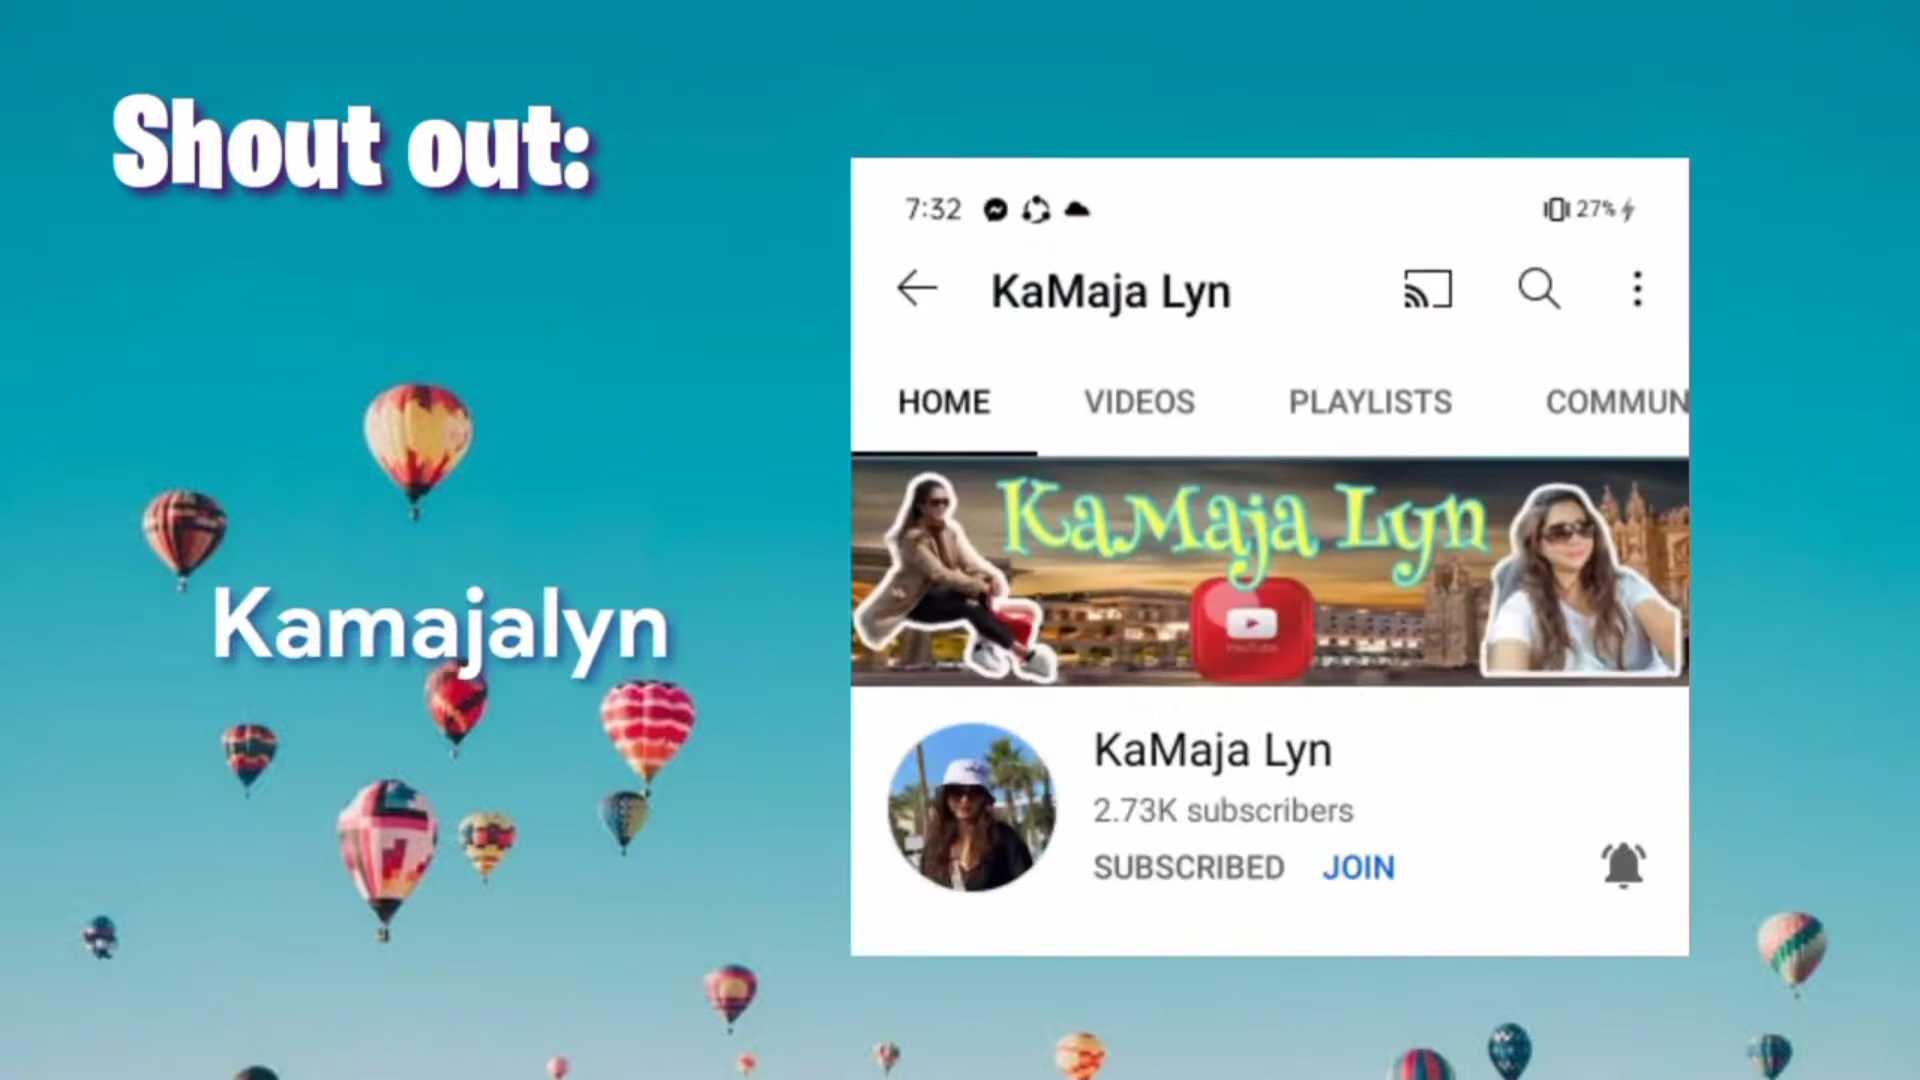 Shout out:
Kamajalyn
7:32
27%
KaMaja Lyn
HOME VIDEOS PLAYLISTS COMMUN
KaMaja Lyn
YouTube
KaMaja Lyn
2.73K subscribers
SUBSCRIBED JOIN